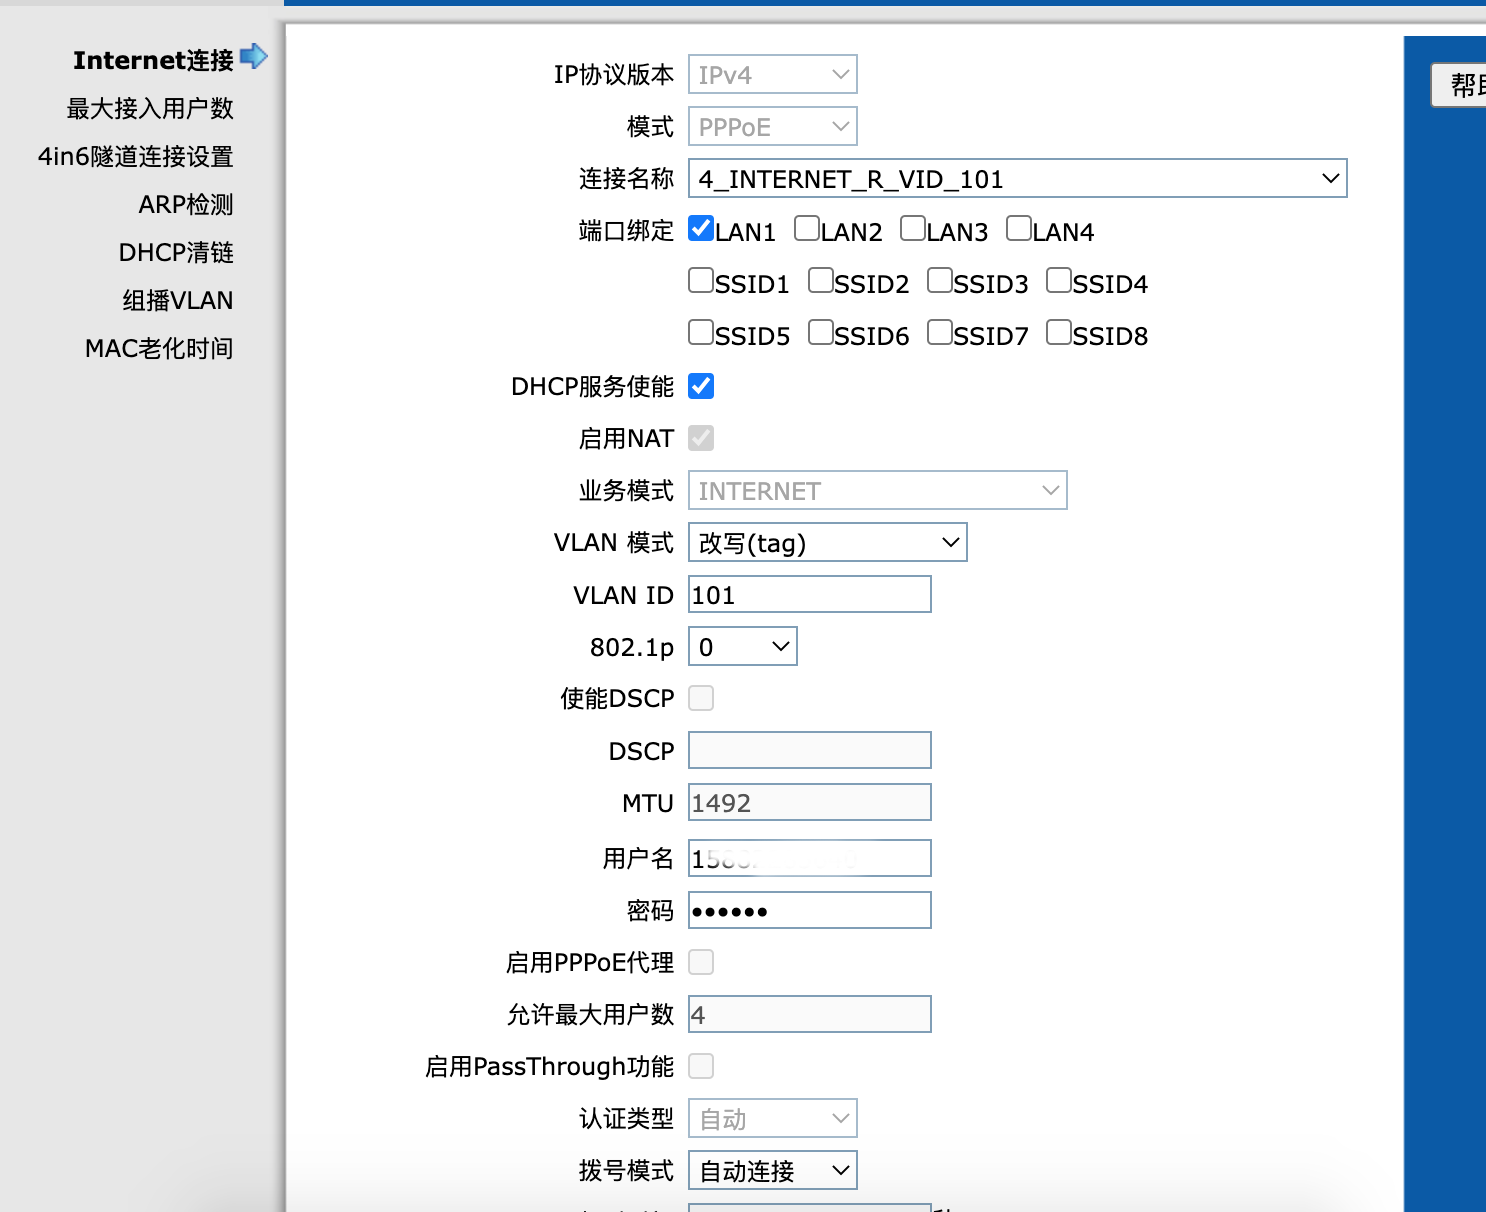 Internet连接
最大接入用户数
4in6隧道连接设置
ARP检测
DHCP清链
组播VLAN
MAC老化时间
IP协议版本 IPv4
模式 PPPoE
连接名称 4_INTERNET_R_VID_101
端口绑定 LAN1 LAN2 LAN3 LAN4
SSID1 SSID2 SSID3 SSID4
SSID5 SSID6 SSID7 SSID8
DHCP服务使能
启用NAT
业务模式 INTERNET
VLAN 模式 改写(tag)
VLAN ID 101
802.1p 0
使能DSCP
DSCP
MTU 1492
用户名
密码 ••••••
启用PPPoE代理
允许最大用户数 4
启用PassThrough功能
认证类型 自动
拨号模式 自动连接
帮